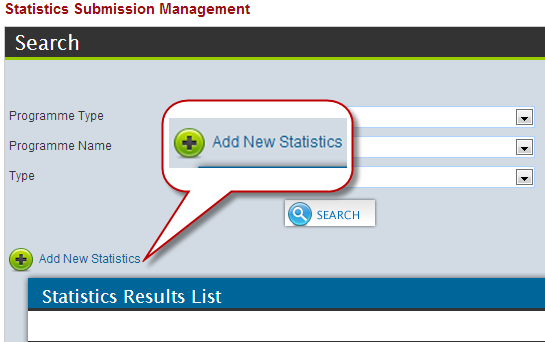 Statistics Submission Management
Search
Programme Type
Add New Statistics
Programme Name
Type
SEARCH
Add New Statistics
Statistics Results List